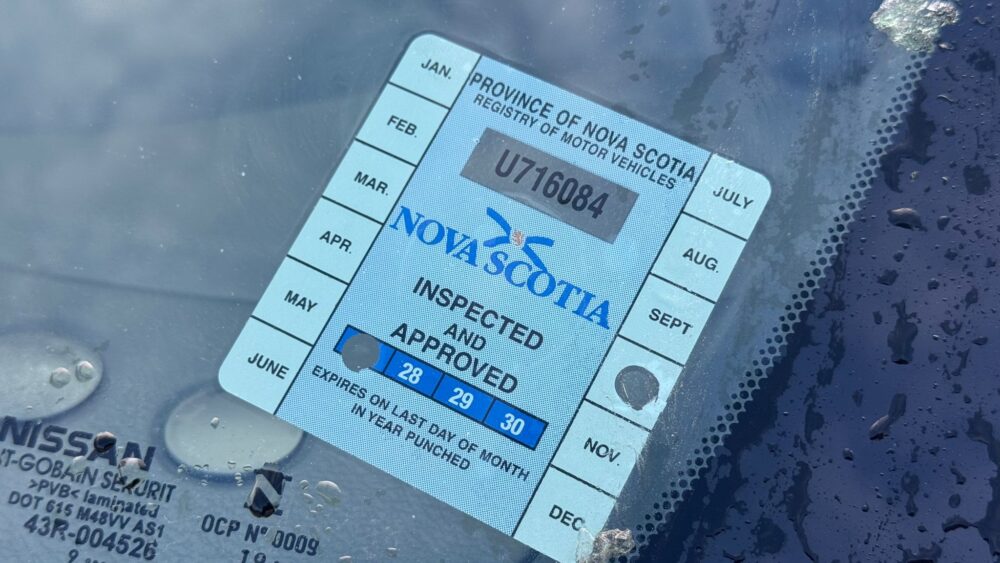 PROVINCE OF NOVA SCOTIA
REGISTRY OF MOTOR VEHICLES
U716084
NOVA SCOTIA
INSPECTED
AND
APPROVED
28 29 30
EXPIRES ON LAST DAY OF MONTH
IN YEAR PUNCHED
JAN.
FEB.
MAR.
APR.
MAY
JUNE
JULY
AUG.
SEPT
NOV.
DEC
NISSAN
>PVB< laminated
DOT 615 M48VV AS1
43R-004526
OCP N° 0009